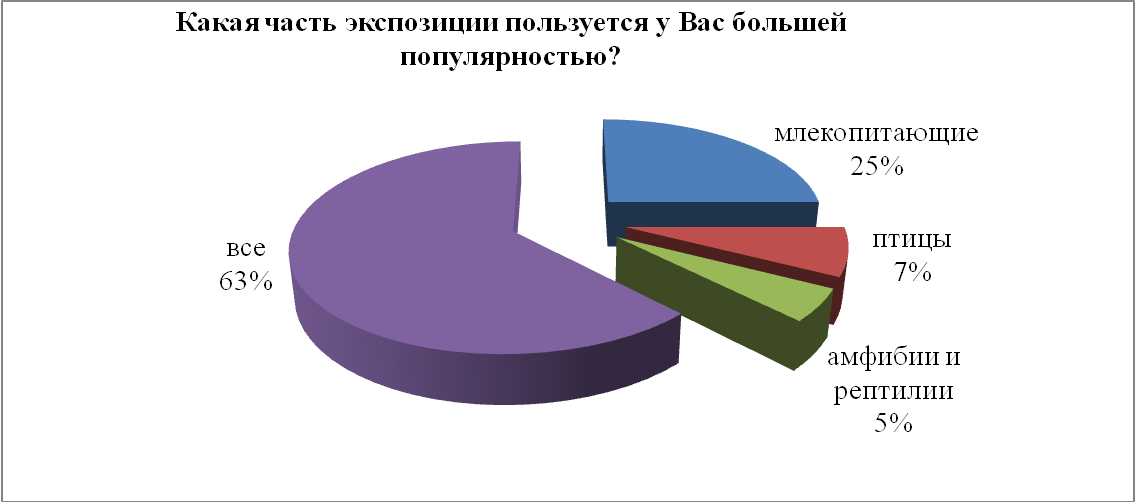 Какая часть экспозиции пользуется у Вас большей
популярностью?
млекопитающие
25%
птицы
7%
амфибии и
рептилии
5%
все
63%